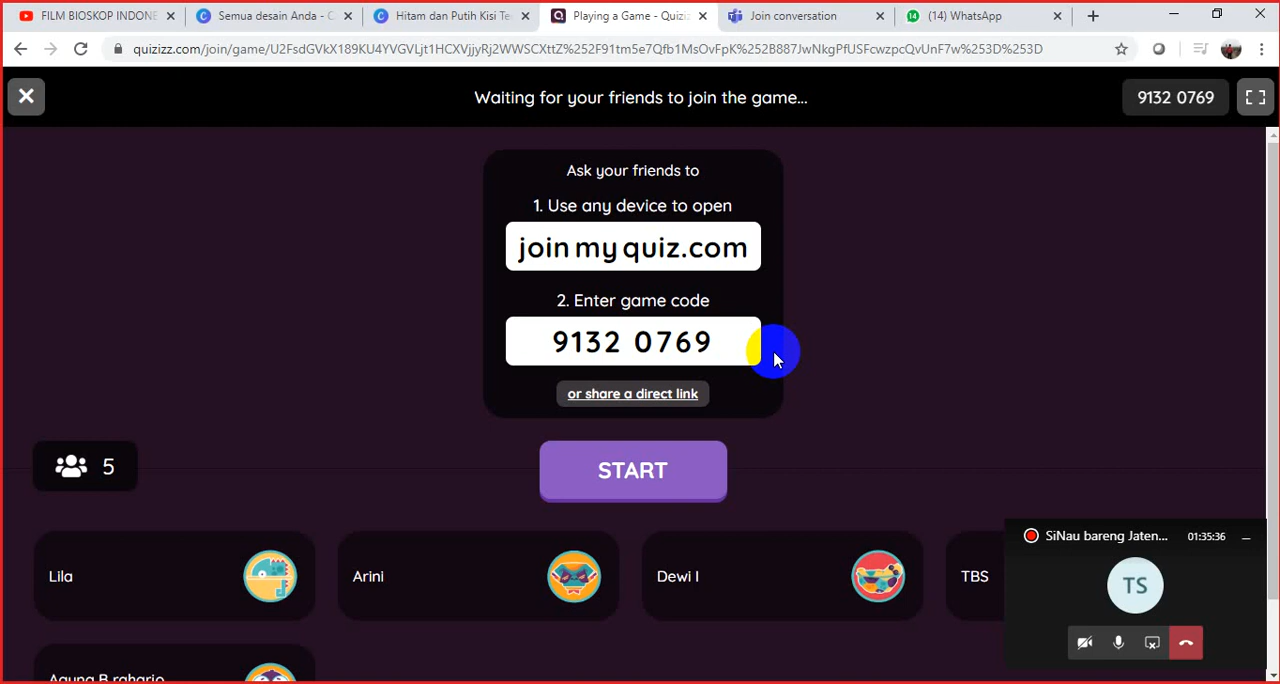 FILM BIOSKOP INDONE
Semua desain Anda - C
Hitam dan Putih Kisi Te
Playing a Game - Quiziz
Join conversation
(14) WhatsApp
quizizz.com/join/game/U2FsdGVkX189KU4YVGVLjt1HCXVjjyRj2WWSCXttZ%252F91tm5e7Qfb1MsOvFpK%252B887JwNkgPfUSFcwzpcQvUnF7w%253D%253D
Waiting for your friends to join the game...
9132 0769
Ask your friends to
1. Use any device to open
join my quiz.com
2. Enter game code
9132 0769
or share a direct link
5
START
Lila
Arini
Dewi I
TBS
SiNau bareng Jaten...
01:35:36
TS
Agung B raharjo